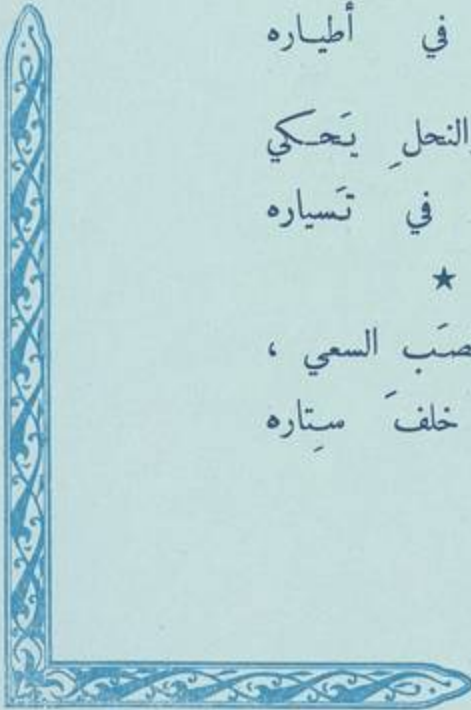 في أطياره
النحلِ يَحكي
في تَسياره
★
صَب السعي ،
خلفَ سِتاره